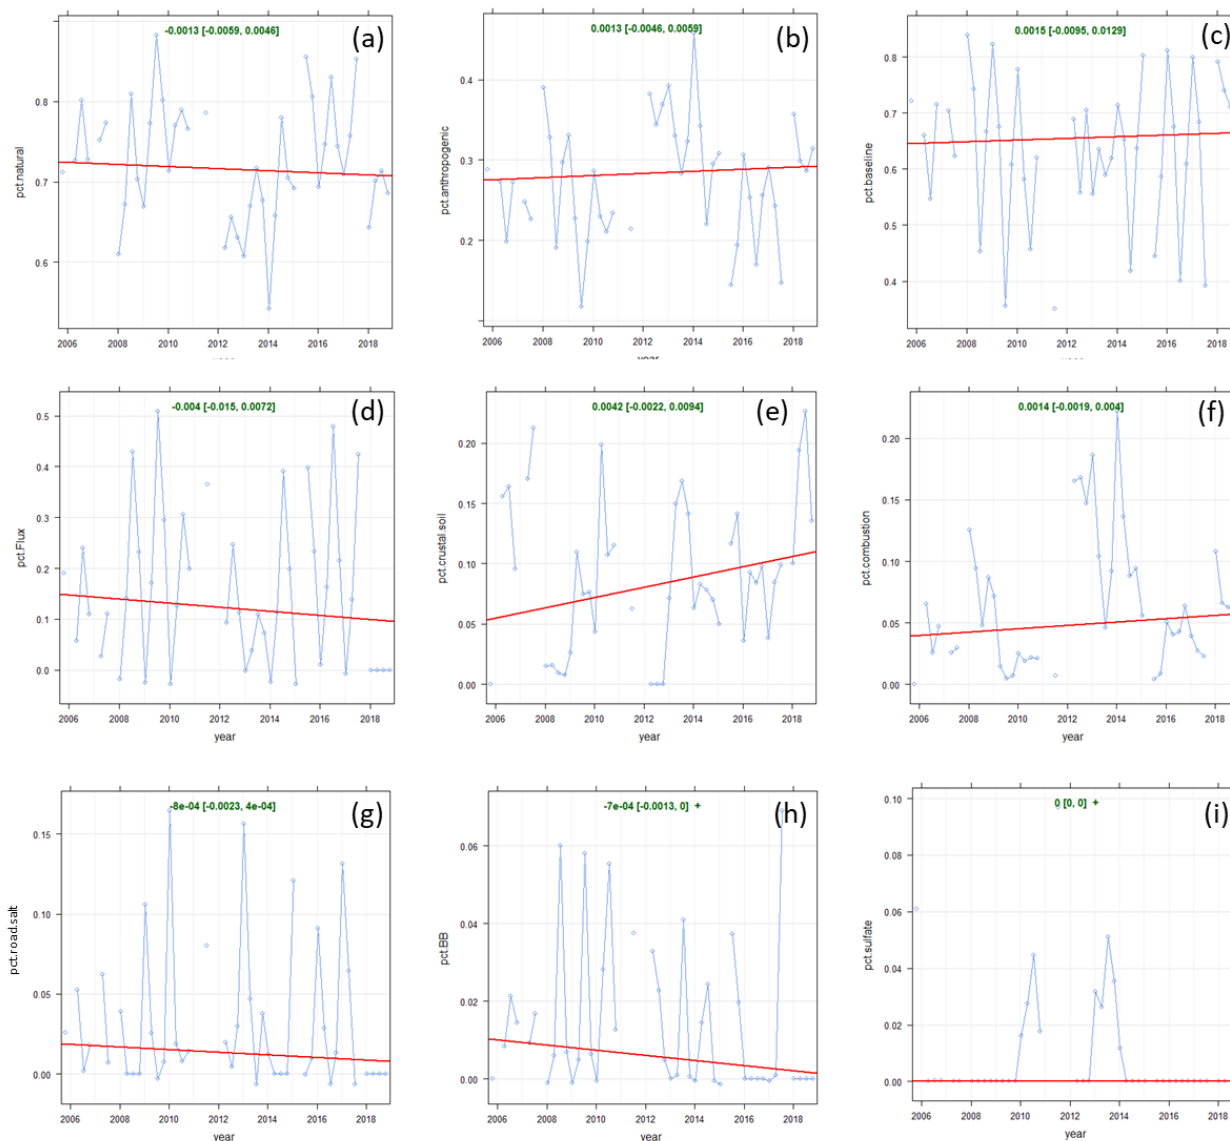 -0.0013 [-0.0059, 0.0046]
(a)
pct.natural
0.8
0.7
0.6
2006 2008 2010 2012 2014 2016 2018
0.0013 [-0.0046, 0.0059]
(b)
pct.anthropogenic
0.4
0.3
0.2
2006 2008 2010 2012 2014 2016 2018
year
0.0015 [-0.0095, 0.0129]
(c)
pct.baseline
0.8
0.7
0.6
0.5
0.4
2006 2008 2010 2012 2014 2016 2018
-0.004 [-0.015, 0.0072]
(d)
pct.Flux
0.5
0.4
0.3
0.2
0.1
0.0
2006 2008 2010 2012 2014 2016 2018
year
0.0042 [-0.0022, 0.0094]
(e)
pct.crustal.soil
0.20
0.15
0.10
0.05
0.00
2006 2008 2010 2012 2014 2016 2018
year
0.0014 [-0.0019, 0.004]
(f)
pct.combustion
0.20
0.15
0.10
0.05
0.00
2006 2008 2010 2012 2014 2016 2018
year
-8e-04 [-0.0023, 4e-04]
(g)
pct.road.salt
0.15
0.10
0.05
0.00
2006 2008 2010 2012 2014 2016 2018
year
-7e-04 [-0.0013, 0] +
(h)
pct.BB
0.06
0.04
0.02
0.00
2006 2008 2010 2012 2014 2016 2018
year
0 [0, 0] +
(i)
pct.sulfate
0.10
0.08
0.06
0.04
0.02
0.00
2006 2008 2010 2012 2014 2016 2018
year